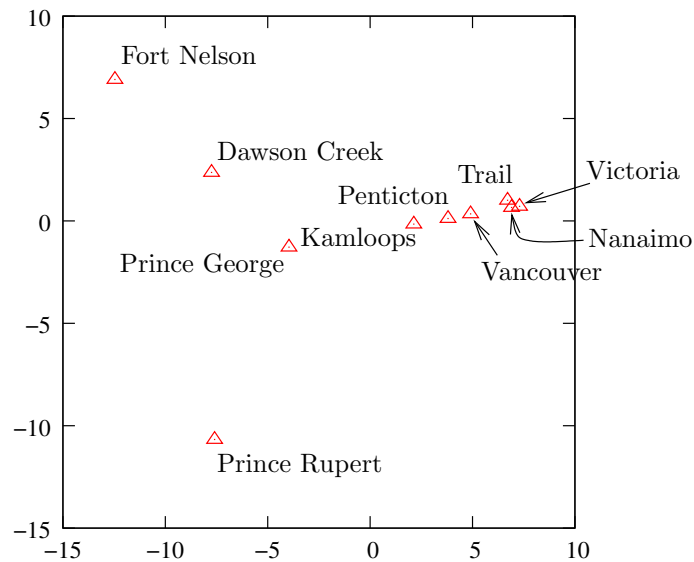 10
Fort Nelson
5
Dawson Creek
Trail
Victoria
Penticton
0
Kamloops
Nanaimo
Prince George
Vancouver
−5
−10
Prince Rupert
−15
−15
−10
−5
0
5
10